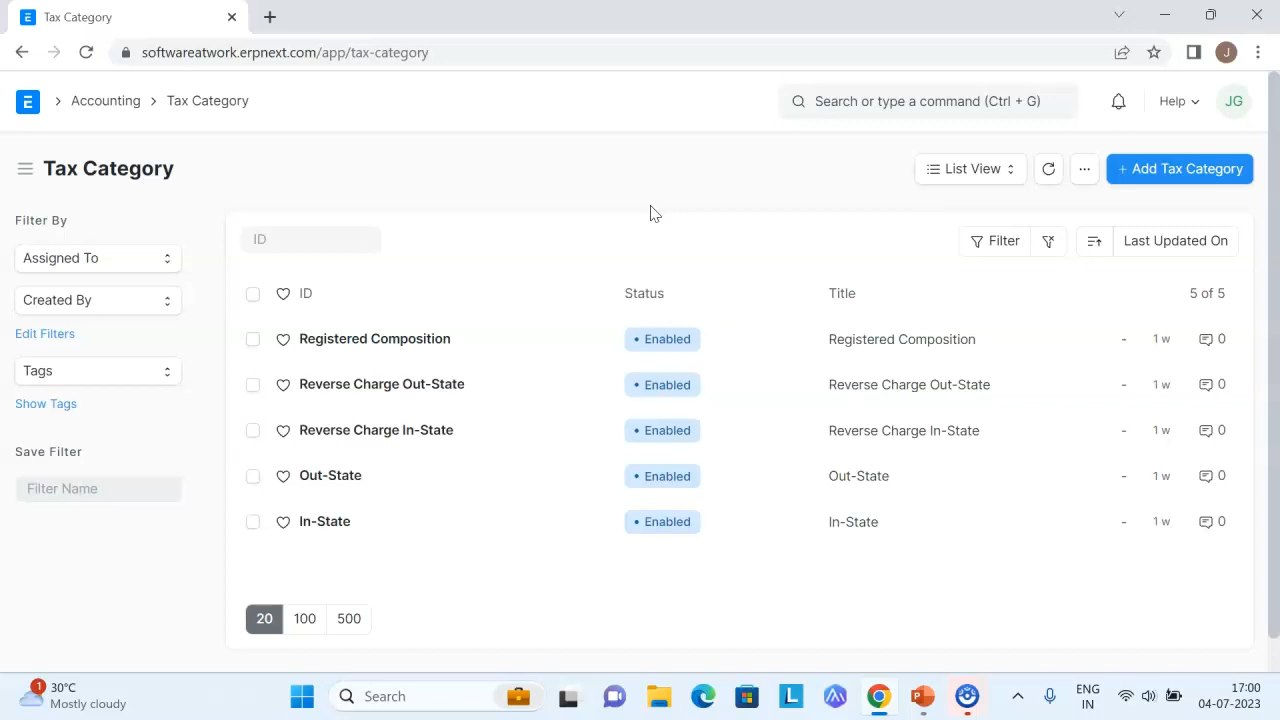 Tax Category
softwareatwork.erpnext.com/app/tax-category
J
E
Accounting
Tax Category
Search or type a command (Ctrl + G)
Help
JG
Tax Category
List View
...
+ Add Tax Category
Filter By
Assigned To
Created By
Edit Filters
Tags
Show Tags
Save Filter
Filter Name
ID
Filter
Last Updated On
ID Status Title 5 of 5
Registered Composition • Enabled Registered Composition - 1 w 0
Reverse Charge Out-State • Enabled Reverse Charge Out-State - 1 w 0
Reverse Charge In-State • Enabled Reverse Charge In-State - 1 w 0
Out-State • Enabled Out-State - 1 w 0
In-State • Enabled In-State - 1 w 0
20 100 500
1
30°C
Mostly cloudy
Search
L
P
ENG
IN
17:00
04-07-2023